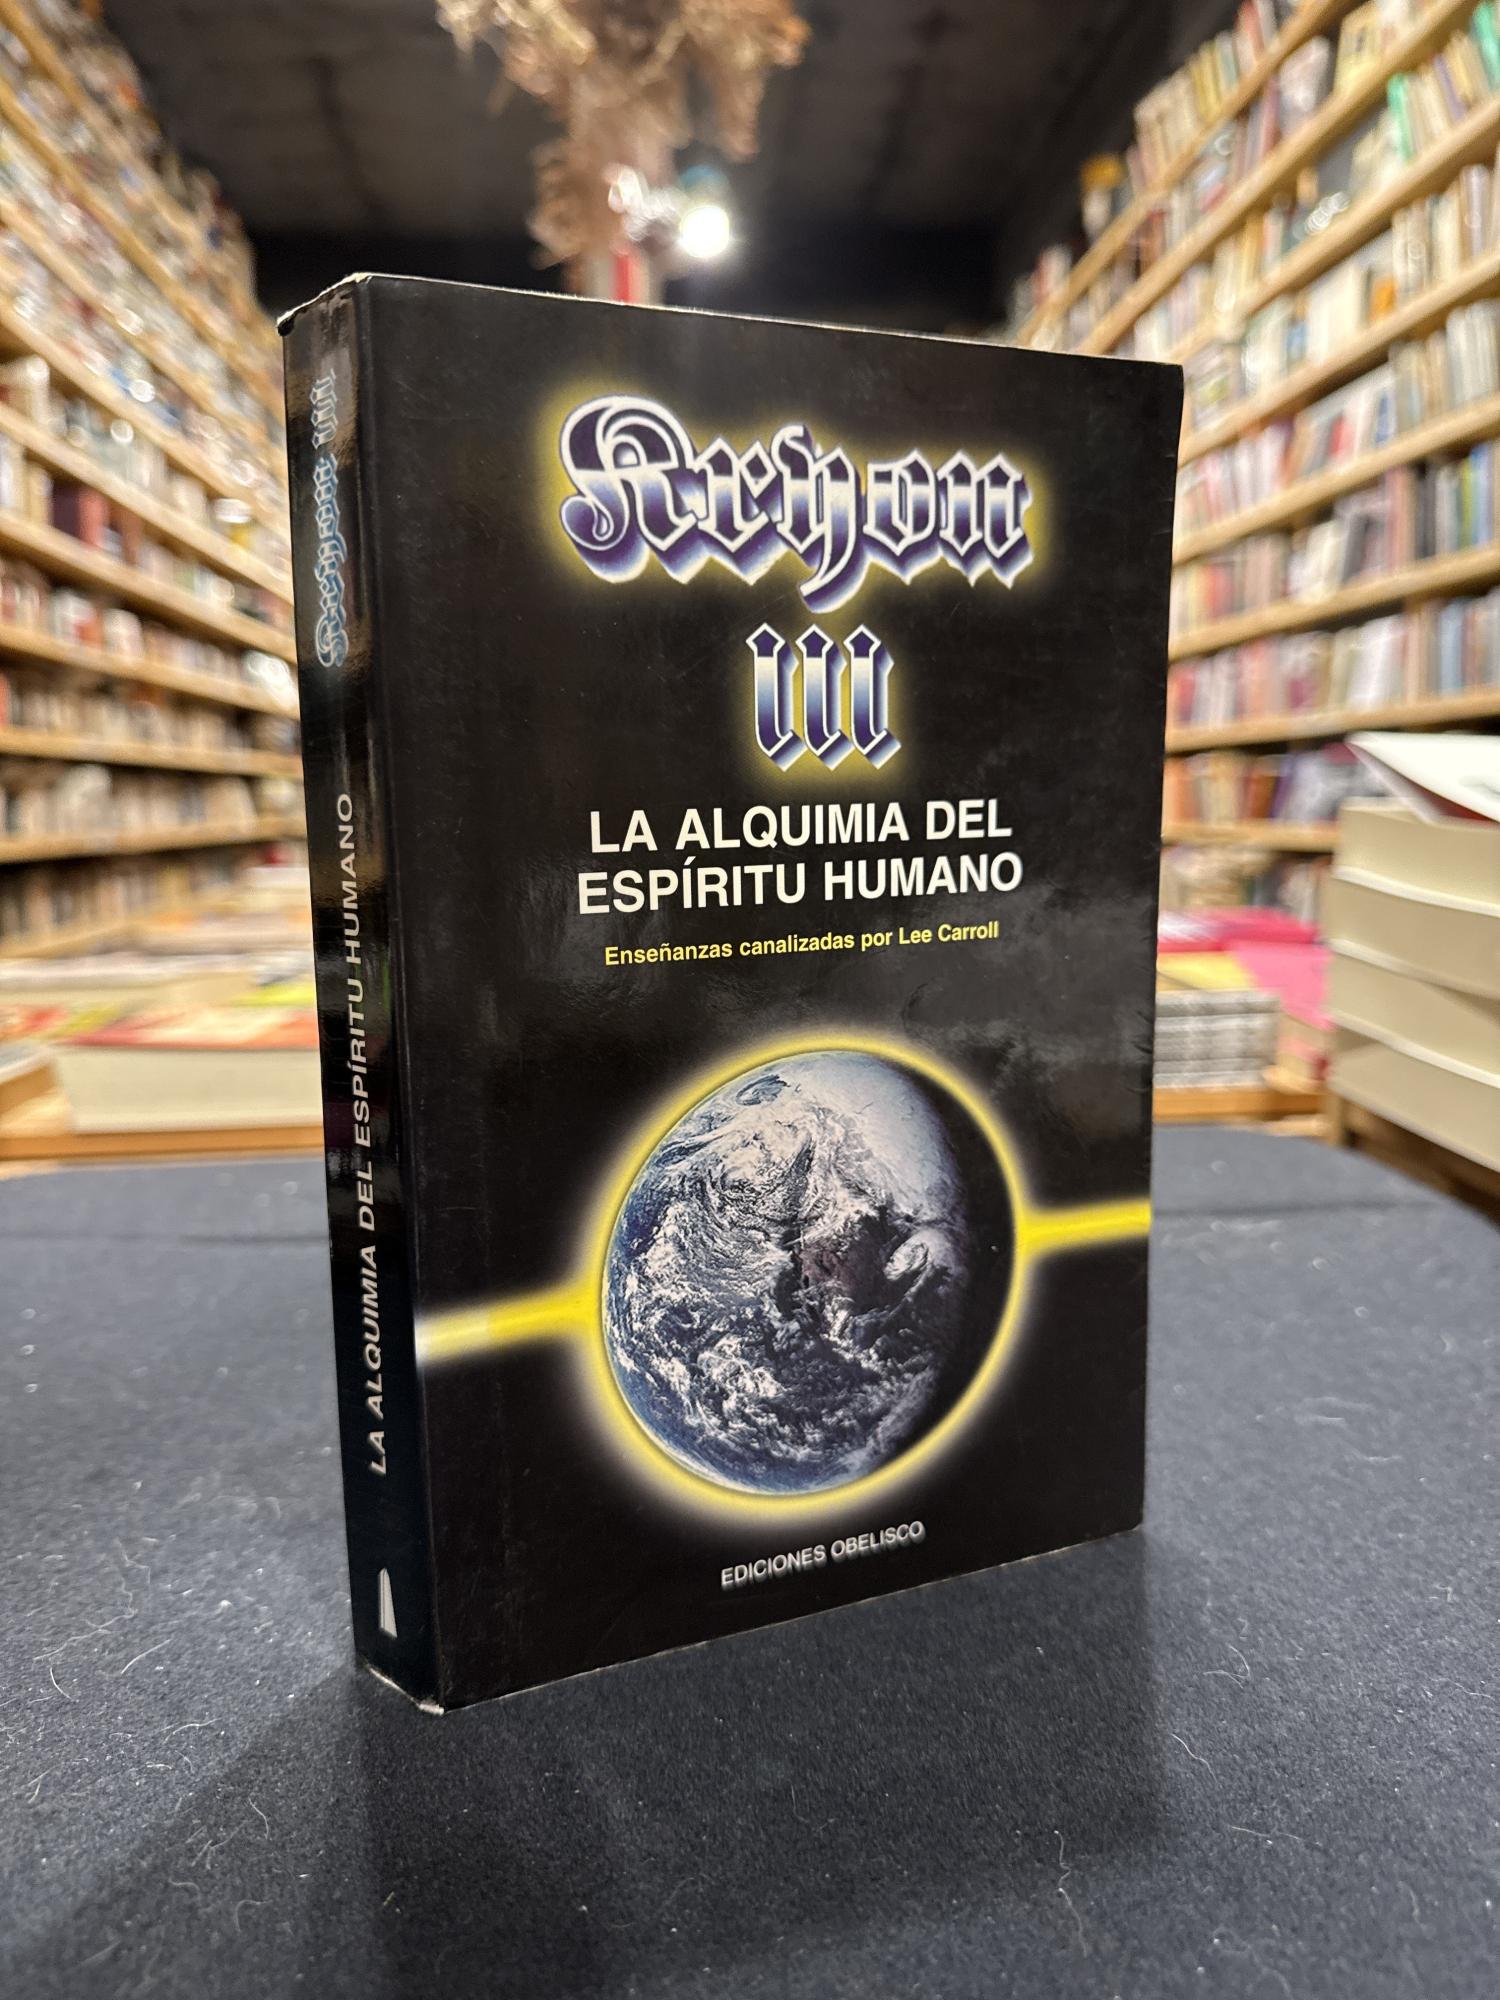 Kryon
III
LA ALQUIMIA DEL
ESPÍRITU HUMANO
Enseñanzas canalizadas por Lee Carroll
EDICIONES OBELISCO
Kryon III
LA ALQUIMIA DEL ESPÍRITU HUMANO